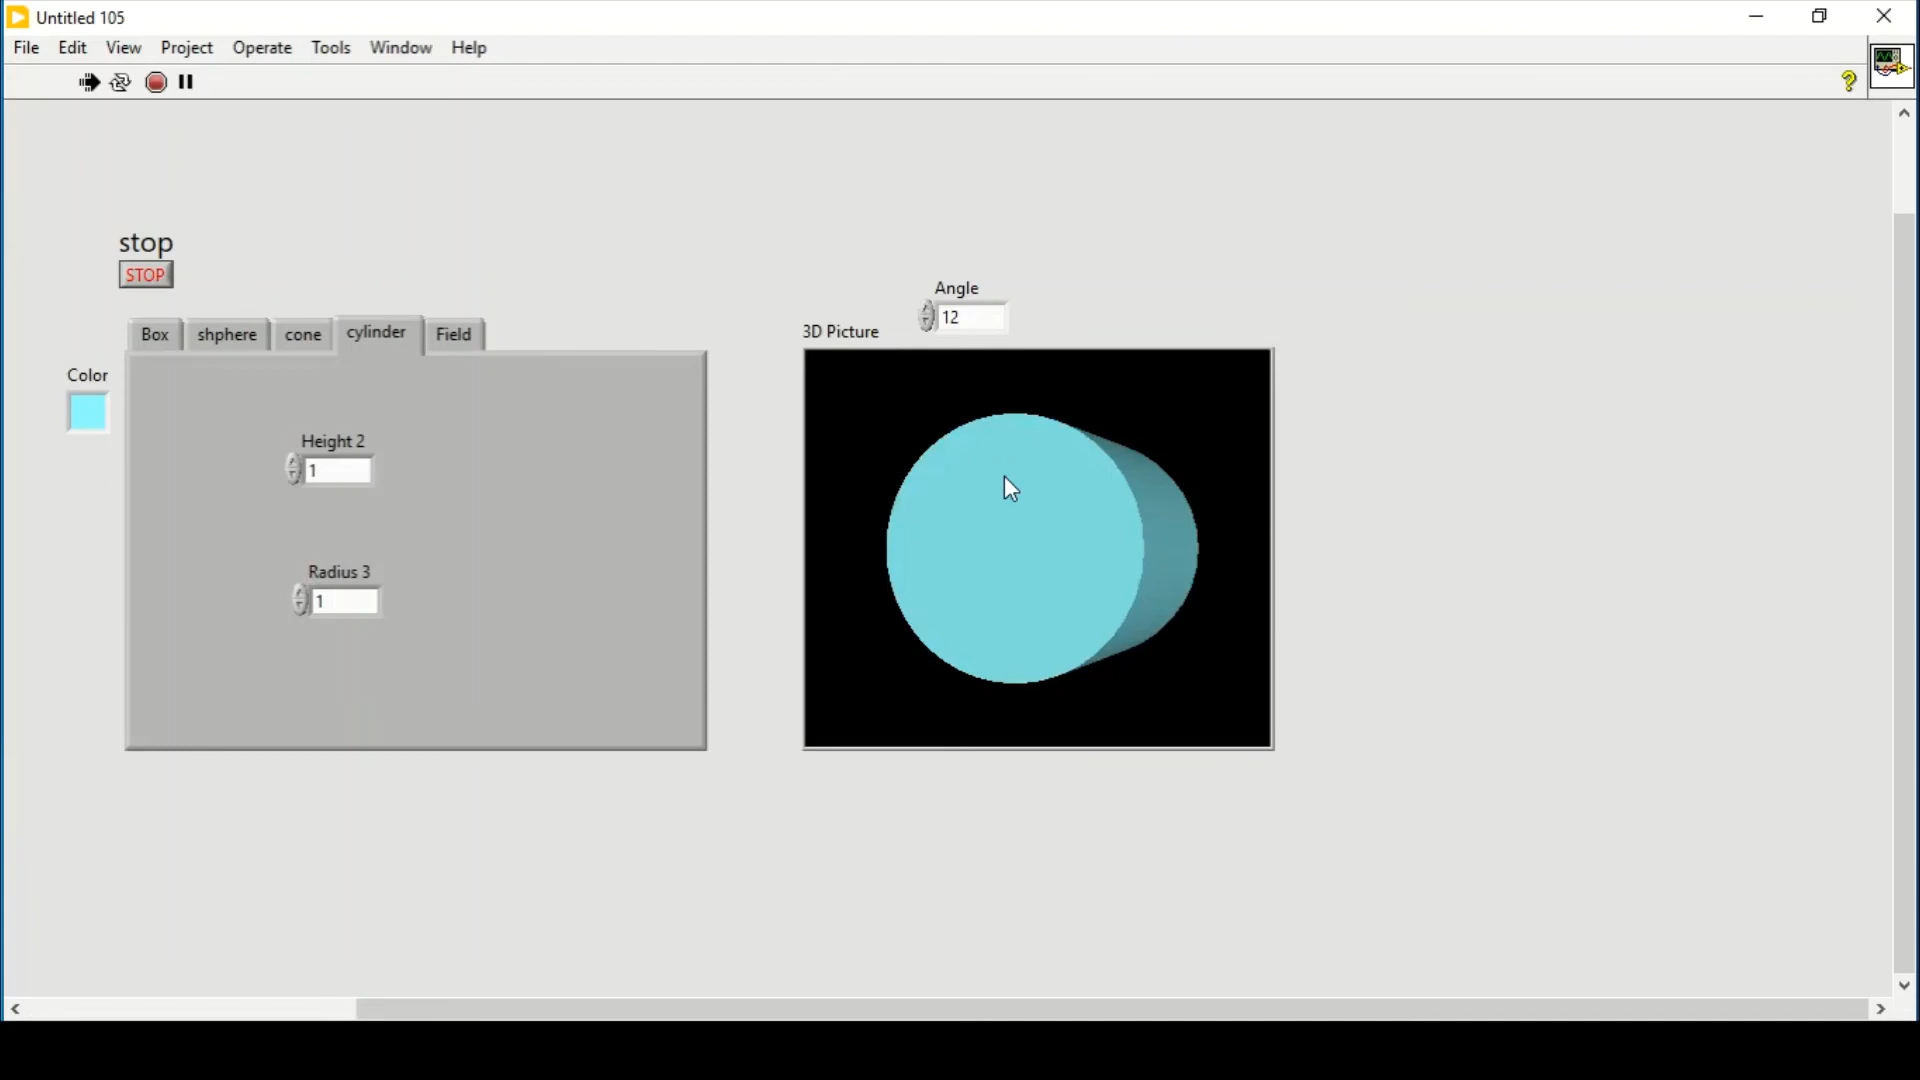 Untitled 105
File Edit View Project Operate Tools Window Help
?
stop
STOP
Angle
12
3D Picture
Box shphere cone cylinder Field
Color
Height 2
1
Radius 3
1